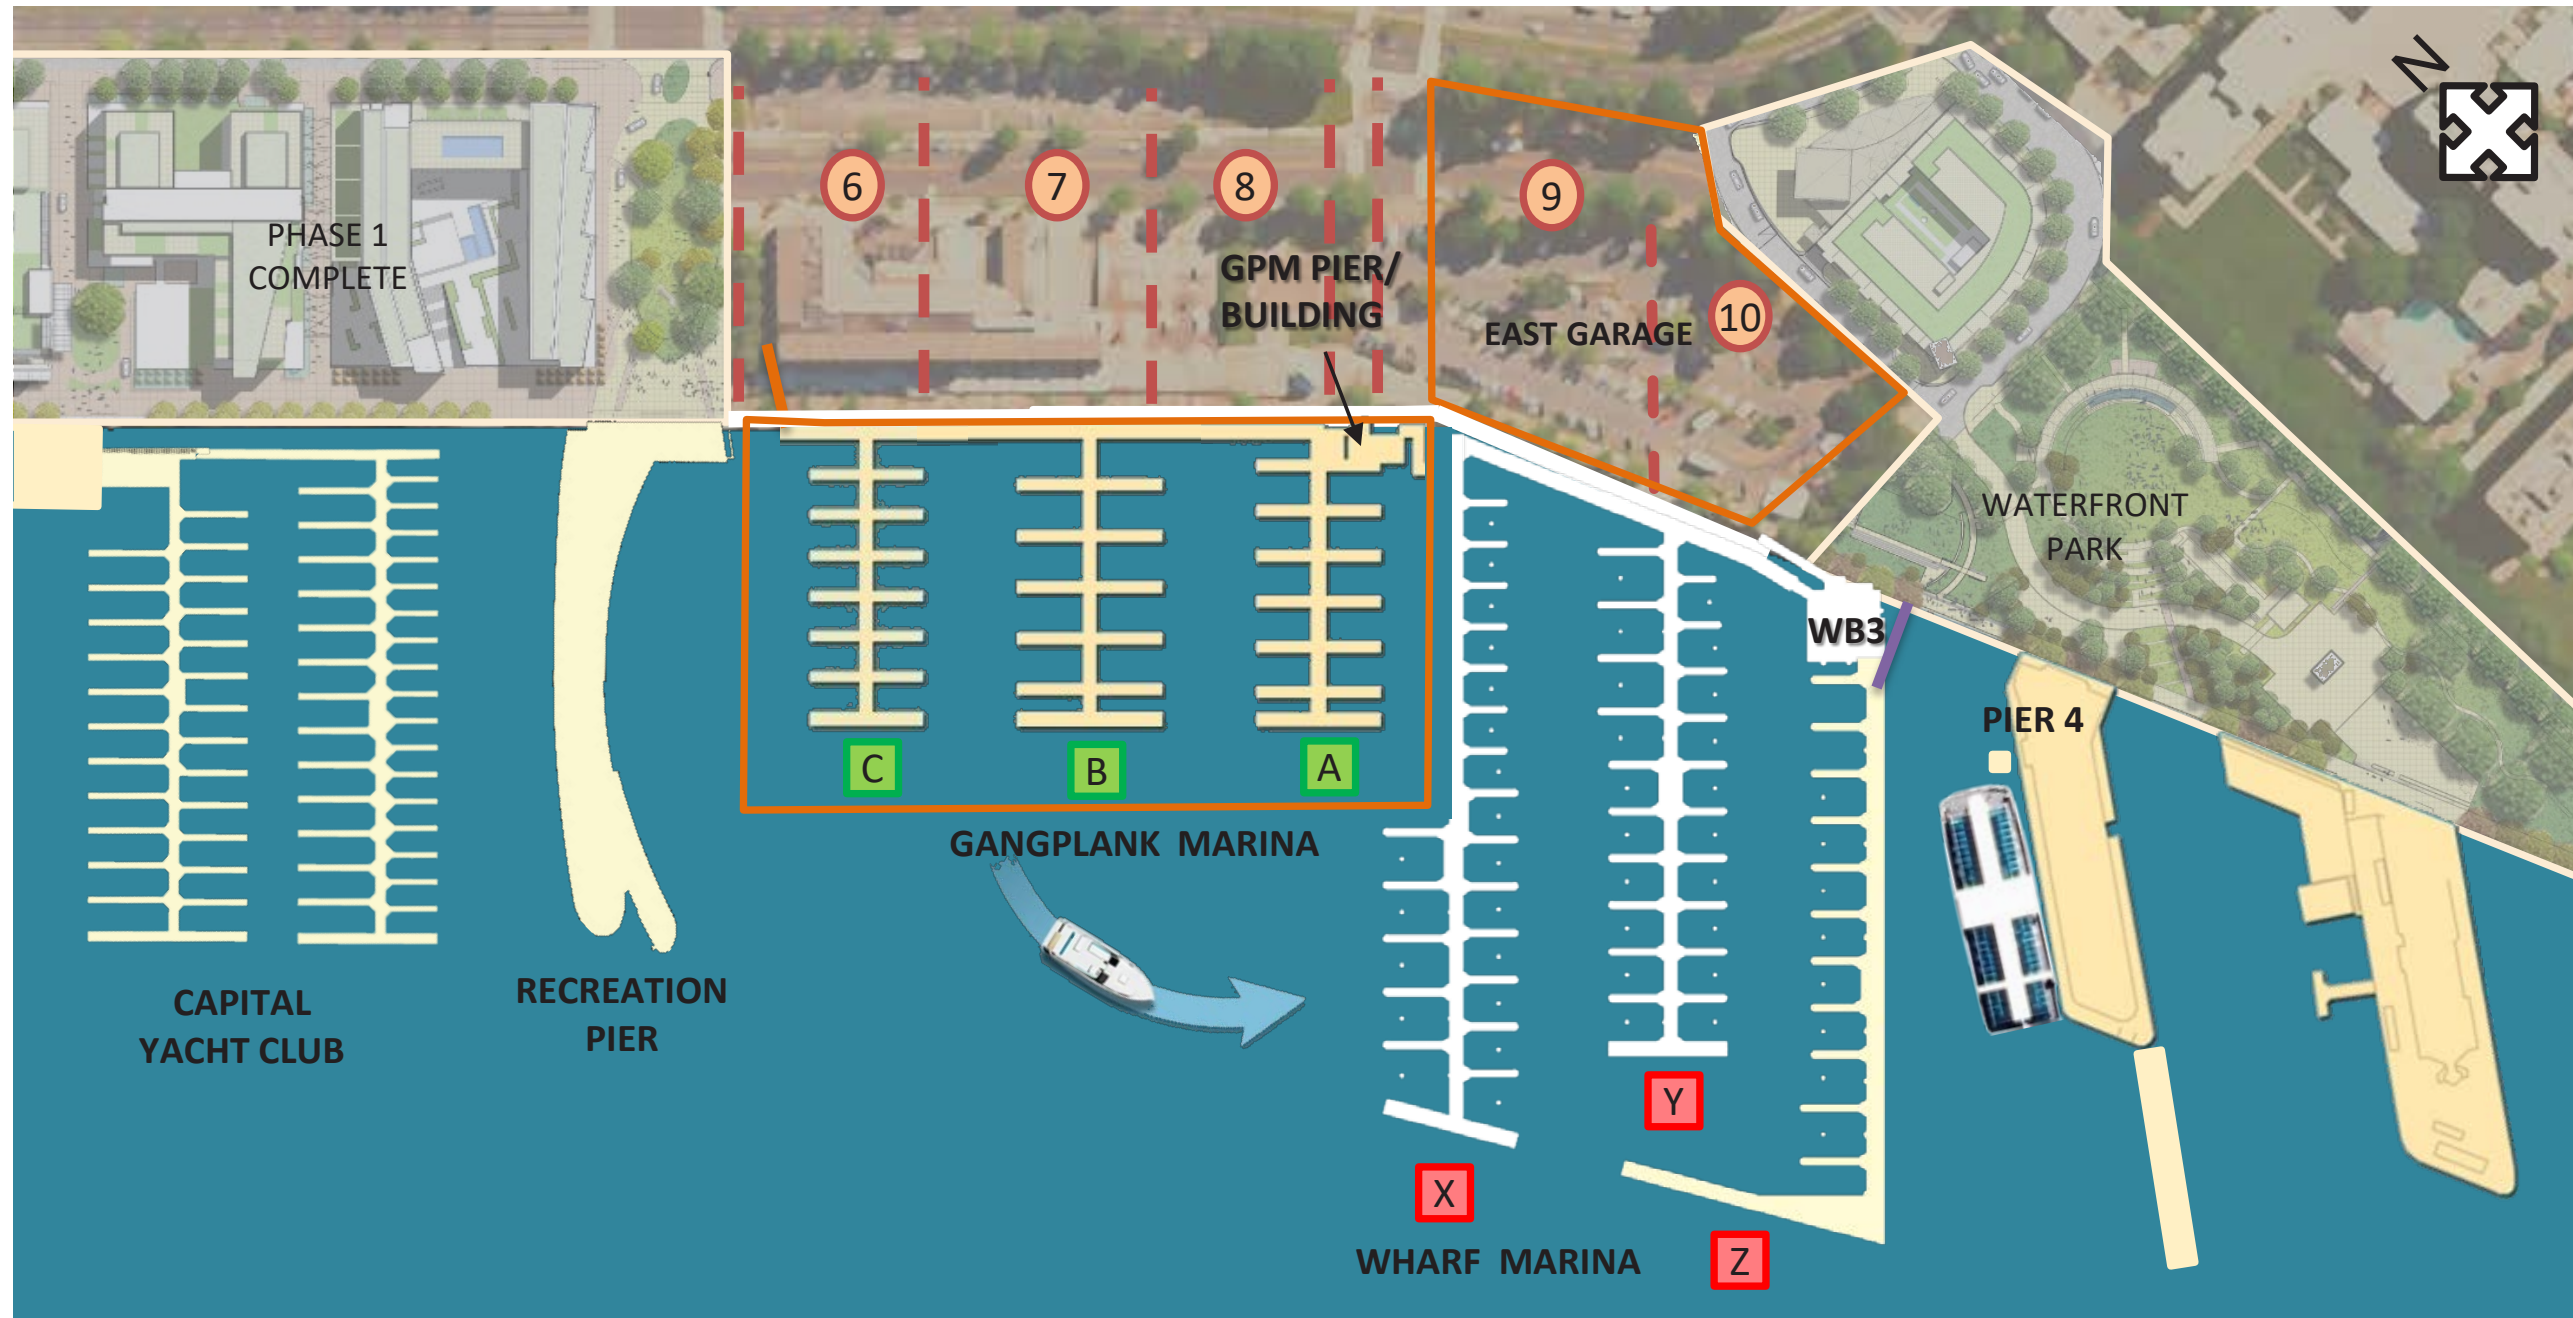 N
PHASE 1
COMPLETE
6
7
8
9
10
GPM PIER/
BUILDING
EAST GARAGE
WATERFRONT
PARK
WB3
PIER 4
C
B
A
GANGPLANK MARINA
CAPITAL
YACHT CLUB
RECREATION
PIER
Y
X
Z
WHARF MARINA